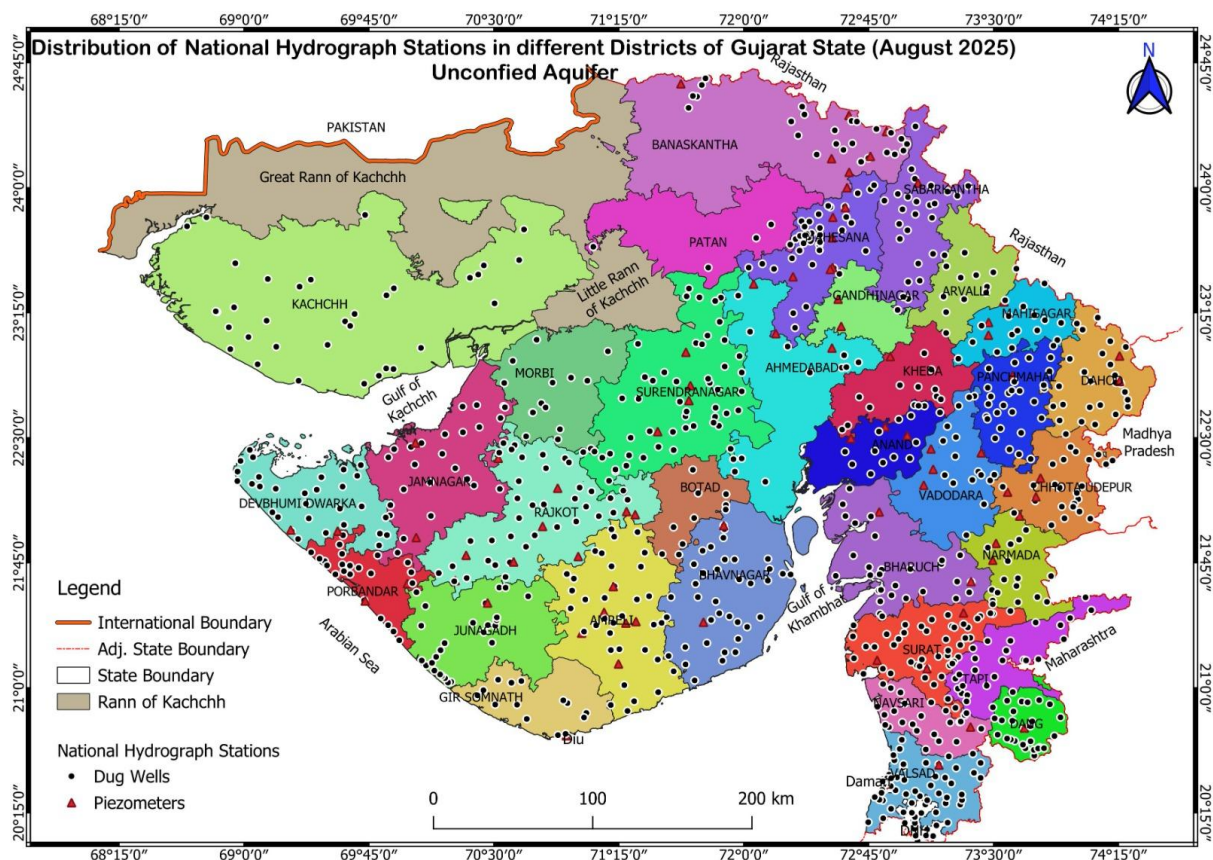 68°15'0" 69°0'0" 69°45'0" 70°30'0" 71°15'0" 72°0'0" 72°45'0" 73°30'0" 74°15'0"
Distribution of National Hydrograph Stations in different Districts of Gujarat State (August 2025)
Unconfied Aquifer
24°45'0"
24°0'0"
23°15'0"
22°30'0"
21°45'0"
21°0'0"
20°15'0"
24°45'0"
24°0'0"
23°15'0"
22°30'0"
21°45'0"
21°0'0"
20°15'0"
N
Rajasthan
PAKISTAN
BANASKANTHA
Great Rann of Kachchh
SABARKANTHA
PATAN
MAHESANA
Rajasthan
Little Rann
of Kachchh
KACHCHH
GANDHINAGAR
ARVALLI
MAHISAGAR
MORBI
AHMEDABAD
KHEDA
PANCHMAHAL
DAHOD
Gulf of
Kachchh
SURENDRANAGAR
ANAND
Madhya
Pradesh
JAMNAGAR
BOTAD
VADODARA
CHHOTA UDEPUR
DEVBHUMI DWARKA
RAJKOT
NARMADA
BHARUCH
BHAVNAGAR
PORBANDAR
Gulf of
Khambhat
JUNAGADH
AMRELI
Arabian Sea
SURAT
Maharashtra
TAPI
GIR SOMNATH
NAVSARI
DANG
Diu
VALSAD
Daman
DNH
Legend
International Boundary
Adj. State Boundary
State Boundary
Rann of Kachchh
National Hydrograph Stations
Dug Wells
Piezometers
0 100 200 km
68°15'0" 69°0'0" 69°45'0" 70°30'0" 71°15'0" 72°0'0" 72°45'0" 73°30'0" 74°15'0"